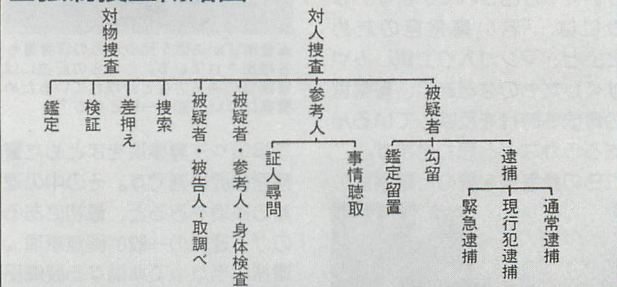 対人捜査
被疑者
逮捕
通常逮捕
現行犯逮捕
緊急逮捕
勾留
鑑定留置
参考人
事情聴取
証人尋問
対物捜査
被疑者・参考人―身体検査
被疑者・被告人―取調べ
捜索
差押え
検証
鑑定